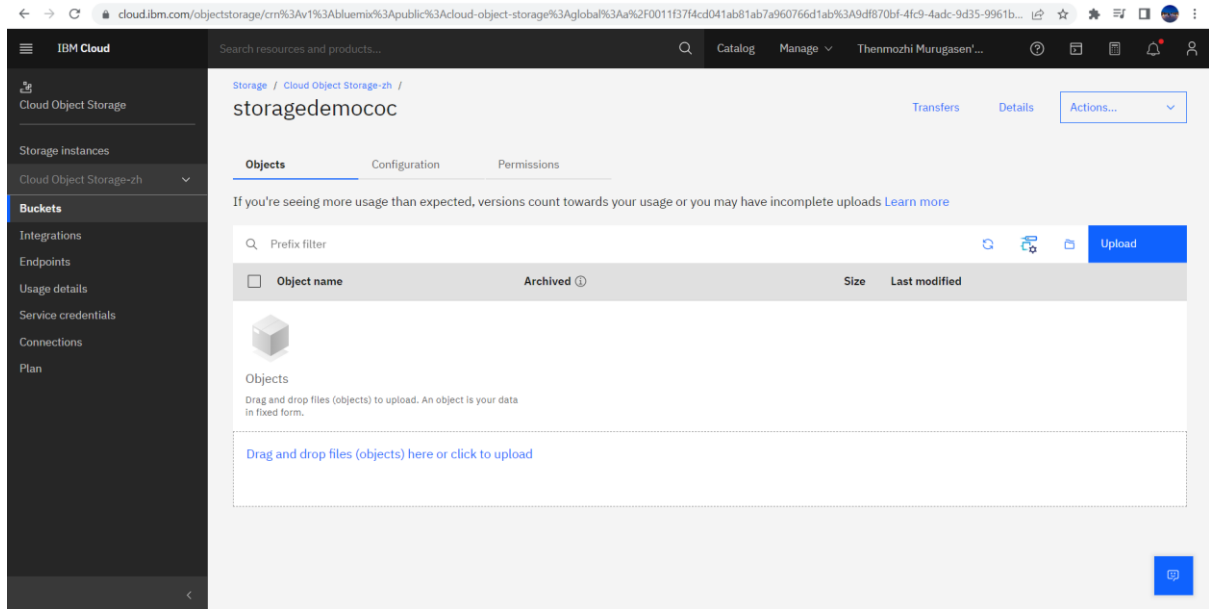 cloud.ibm.com/objectstorage/crn%3Av1%3Abluemix%3Apublic%3Acloud-object-storage%3Aglobal%3Aa%2F0011f37f4cd041ab81ab7a960766d1ab%3A9df870bf-4fc9-4adc-9d35-9961b...
IBM Cloud
Search resources and products...
Catalog
Manage
Thenmozhi Murugasen'...
Cloud Object Storage
Storage instances
Cloud Object Storage-zh
Buckets
Integrations
Endpoints
Usage details
Service credentials
Connections
Plan
Storage / Cloud Object Storage-zh /
storagedemococ
Transfers
Details
Actions...
Objects
Configuration
Permissions
If you're seeing more usage than expected, versions count towards your usage or you may have incomplete uploads Learn more
Prefix filter
Upload
Object name
Archived
Size
Last modified
Objects
Drag and drop files (objects) to upload. An object is your data
in fixed form.
Drag and drop files (objects) here or click to upload